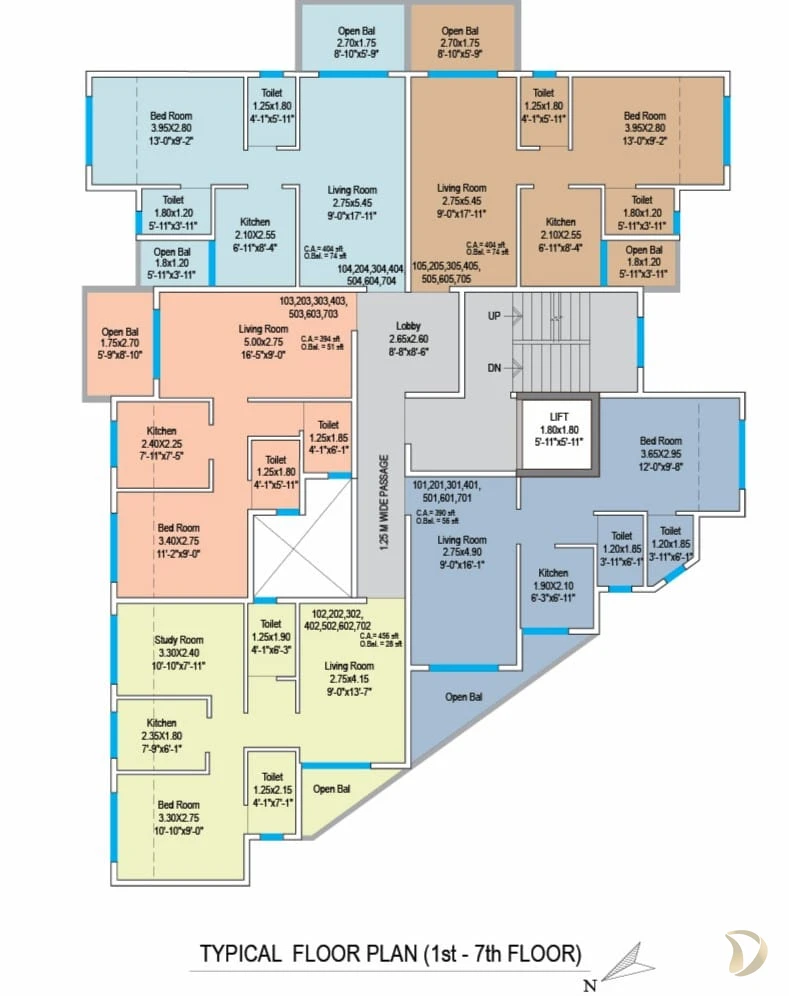 Open Bal
2.70x1.75
8'-10"x5'-9"
Open Bal
2.70x1.75
8'-10"x5'-9"
Bed Room
3.95X2.80
13'-0"x9'-2"
Toilet
1.25x1.80
4'-1"x5'-11"
Toilet
1.25x1.80
4'-1"x5'-11"
Bed Room
3.95X2.80
13'-0"x9'-2"
Toilet
1.80x1.20
5'-11"x3'-11"
Kitchen
2.10X2.55
6'-11"x8'-4"
Living Room
2.75x5.45
9'-0"x17'-11"
Living Room
2.75x5.45
9'-0"x17'-11"
Kitchen
2.10X2.55
6'-11"x8'-4"
Toilet
1.80x1.20
5'-11"x3'-11"
Open Bal
1.8x1.20
5'-11"x3'-11"
C.A.= 404 sft
O.Bal.= 74 sft
104,204,304,404,
504,604,704
C.A.= 404 sft
O.Bal.= 74 sft
105,205,305,405,
505,605,705
Open Bal
1.8x1.20
5'-11"x3'-11"
Open Bal
1.75x2.70
5'-9"x8'-10"
103,203,303,403,
503,603,703
Living Room
5.00x2.75
16'-5"x9'-0"
C.A.= 394 sft
O.Bal.= 51 sft
Lobby
2.65x2.60
8'-8"x8'-6"
UP
DN
LIFT
1.80x1.80
5'-11"x5'-11"
Kitchen
2.40X2.25
7'-11"x7'-5"
Toilet
1.25x1.85
4'-1"x6'-1"
Toilet
1.25x1.80
4'-1"x5'-11"
Bed Room
3.40X2.75
11'-2"x9'-0"
1.25 M WIDE PASSAGE
Bed Room
3.65X2.95
12'-0"x9'-8"
101,201,301,401,
501,601,701
C.A.= 390 sft
O.Bal.= 56 sft
Living Room
2.75x4.90
9'-0"x16'-1"
Kitchen
1.90X2.10
6'-3"x6'-11"
Toilet
1.20x1.85
3'-11"x6'-1"
Toilet
1.20x1.85
3'-11"x6'-1"
Open Bal
Study Room
3.30X2.40
10'-10"x7'-11"
Toilet
1.25x1.90
4'-1"x6'-3"
102,202,302,
402,502,602,702
C.A.= 456 sft
O.Bal.= 28 sft
Living Room
2.75x4.15
9'-0"x13'-7"
Kitchen
2.35X1.80
7'-9"x6'-1"
Bed Room
3.30X2.75
10'-10"x9'-0"
Toilet
1.25x2.15
4'-1"x7'-1"
Open Bal
TYPICAL FLOOR PLAN (1st - 7th FLOOR)
N